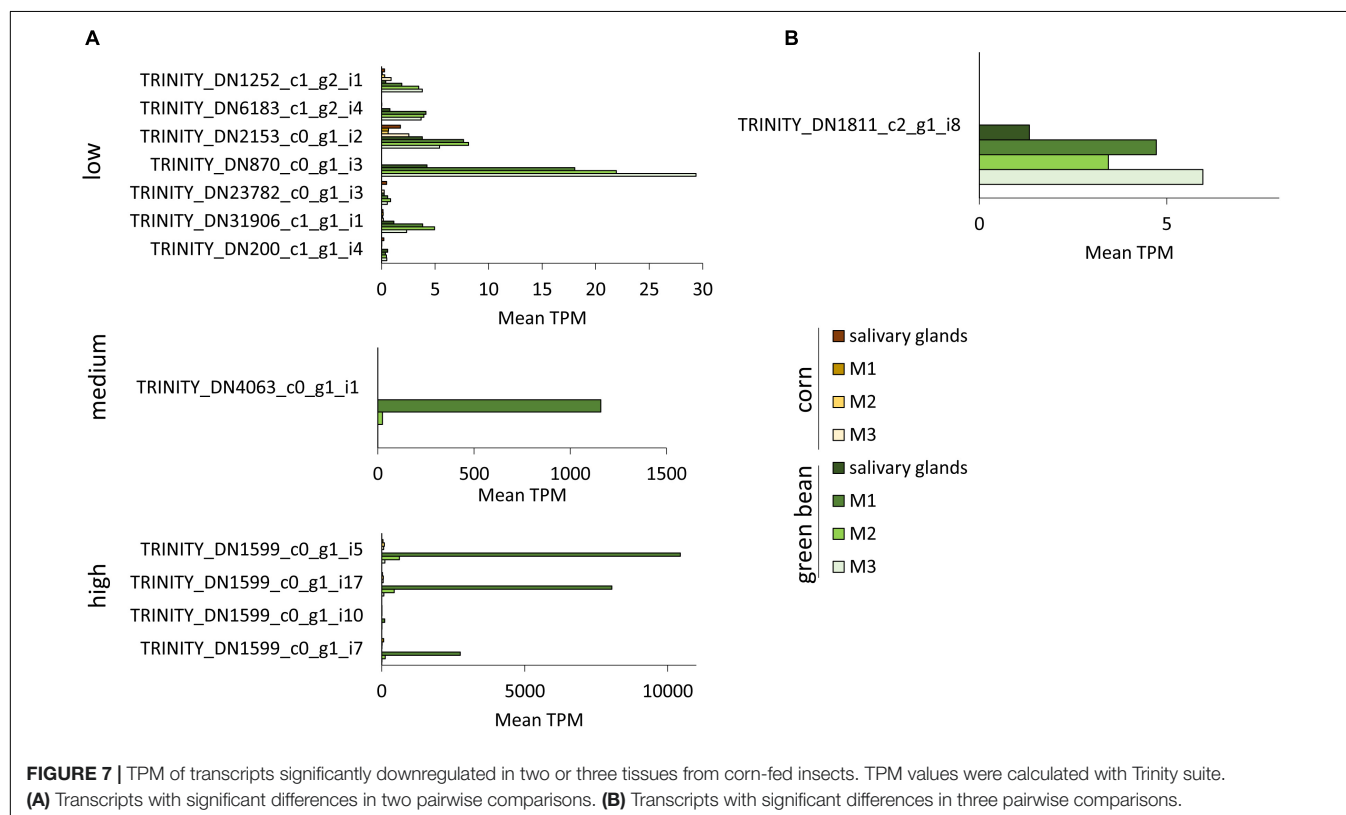 A
B
low
TRINITY_DN1252_c1_g2_i1
TRINITY_DN6183_c1_g2_i4
TRINITY_DN2153_c0_g1_i2
TRINITY_DN870_c0_g1_i3
TRINITY_DN23782_c0_g1_i3
TRINITY_DN31906_c1_g1_i1
TRINITY_DN200_c1_g1_i4
0 5 10 15 20 25 30
Mean TPM
medium
TRINITY_DN4063_c0_g1_i1
0 500 1000 1500
Mean TPM
high
TRINITY_DN1599_c0_g1_i5
TRINITY_DN1599_c0_g1_i17
TRINITY_DN1599_c0_g1_i10
TRINITY_DN1599_c0_g1_i7
0 5000 10000
Mean TPM
TRINITY_DN1811_c2_g1_i8
0 5
Mean TPM
corn
salivary glands
M1
M2
M3
green bean
salivary glands
M1
M2
M3
FIGURE 7 | TPM of transcripts significantly downregulated in two or three tissues from corn-fed insects. TPM values were calculated with Trinity suite.
(A) Transcripts with significant differences in two pairwise comparisons. (B) Transcripts with significant differences in three pairwise comparisons.